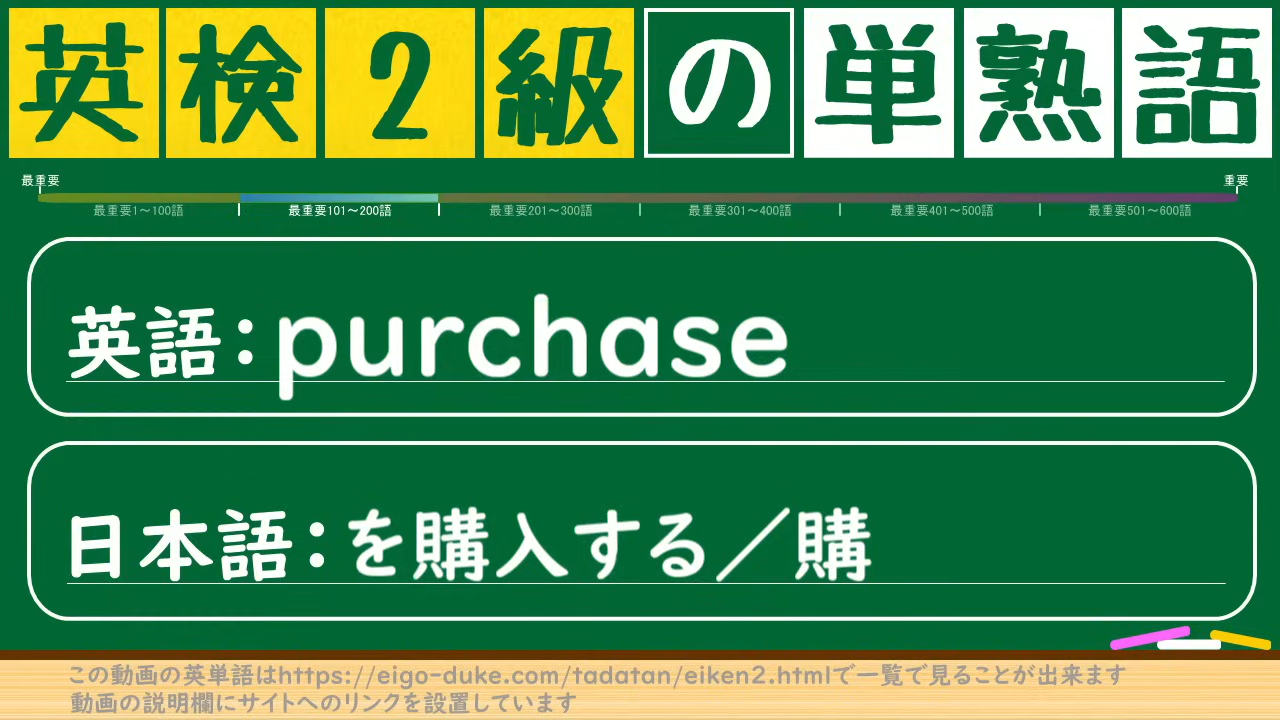 英検2級の単熟語
最重要 重要
最重要1～100語 最重要101～200語 最重要201～300語 最重要301～400語 最重要401～500語 最重要501～600語
英語：purchase
日本語：を購入する／購
この動画の英単語はhttps://eigo-duke.com/tadatan/eiken2.htmlで一覧で見ることが出来ます
動画の説明欄にサイトへのリンクを設置しています